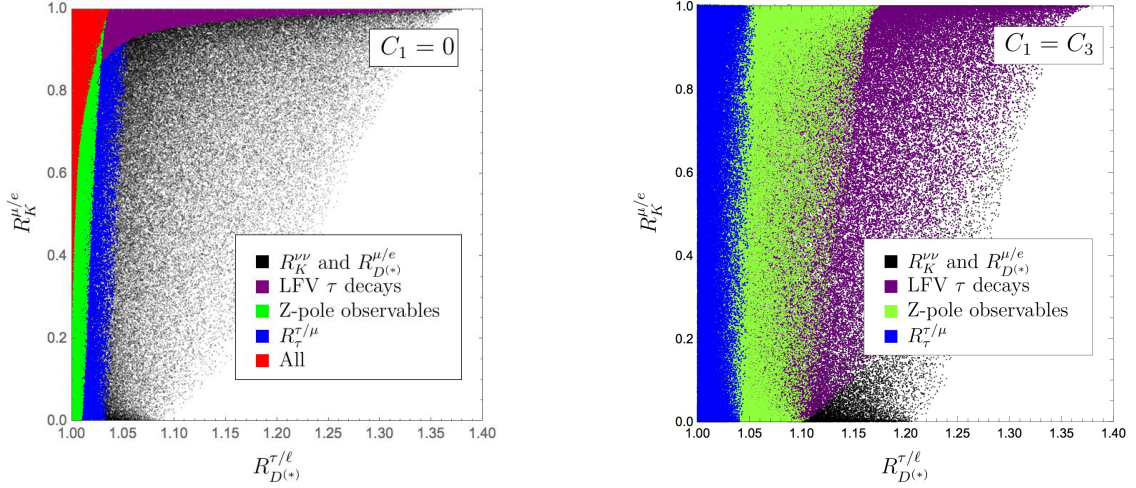 1.0
0.8
0.6
0.4
0.2
0.0
R_K^{μ/e}
C_1 = 0
R_K^{νν} and R_{D^{(*)}}^{μ/e}
LFV τ decays
Z-pole observables
R_τ^{τ/μ}
All
1.00 1.05 1.10 1.15 1.20 1.25 1.30 1.35 1.40
R_{D^{(*)}}^{τ/ℓ}
1.0
0.8
0.6
0.4
0.2
0.0
R_K^{μ/e}
C_1 = C_3
R_K^{νν} and R_{D^{(*)}}^{μ/e}
LFV τ decays
Z-pole observables
R_τ^{τ/μ}
1.00 1.05 1.10 1.15 1.20 1.25 1.30 1.35 1.40
R_{D^{(*)}}^{τ/ℓ}